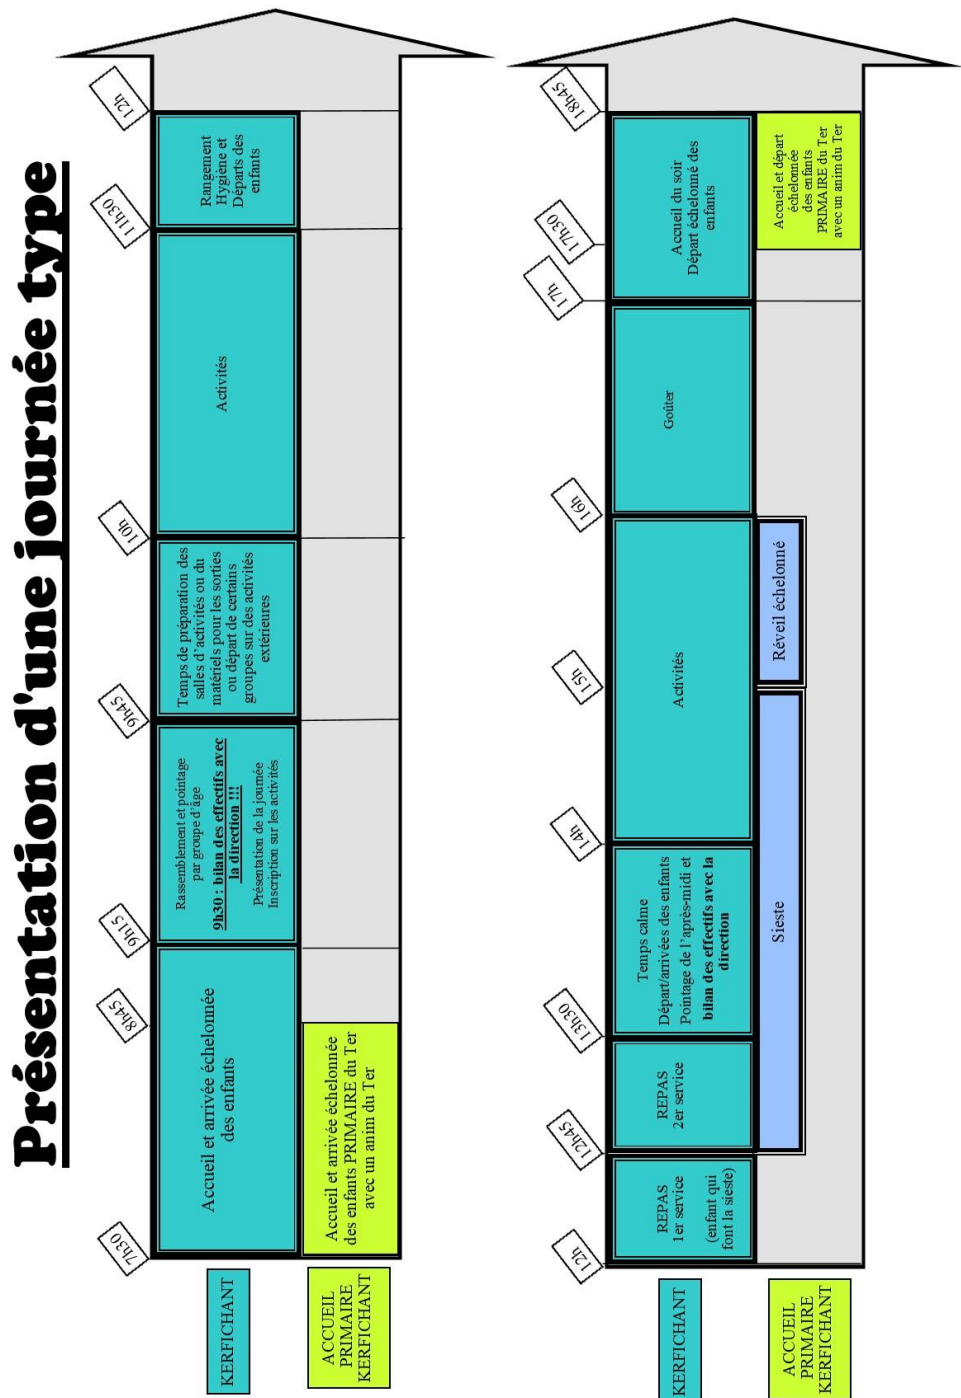 Présentation d'une journée type
7h30
8h45
9h15
9h45
10h
11h30
12h
KERFICHANT
Accueil et arrivée échelonnée
des enfants
Rassemblement et pointage
par groupe d'âge
9h30 : bilan des effectifs avec
la direction !!!
Présentation de la journée
Inscription sur les activités
Temps de préparation des
salles d'activités ou du
matériels pour les sorties
ou départ de certains
groupes sur des activités
extérieures
Activités
Rangement
Hygiène et
Départs des
enfants
ACCUEIL
PRIMAIRE
KERFICHANT
Accueil et arrivée échelonnée
des enfants PRIMAIRE du Ter
avec un anim du Ter
12h
12h45
13h30
14h
15h
16h
17h
17h30
18h45
KERFICHANT
REPAS
1er service
(enfant qui
font la sieste)
REPAS
2er service
Temps calme
Départ/arrivées des enfants
Pointage de l'après-midi et
bilan des effectifs avec la
direction
Activités
Goûter
Accueil du soir
Départ échelonné des
enfants
ACCUEIL
PRIMAIRE
KERFICHANT
Sieste
Réveil échelonné
Accueil et départ
échelonnée
des enfants
PRIMAIRE du Ter
avec un anim du Ter